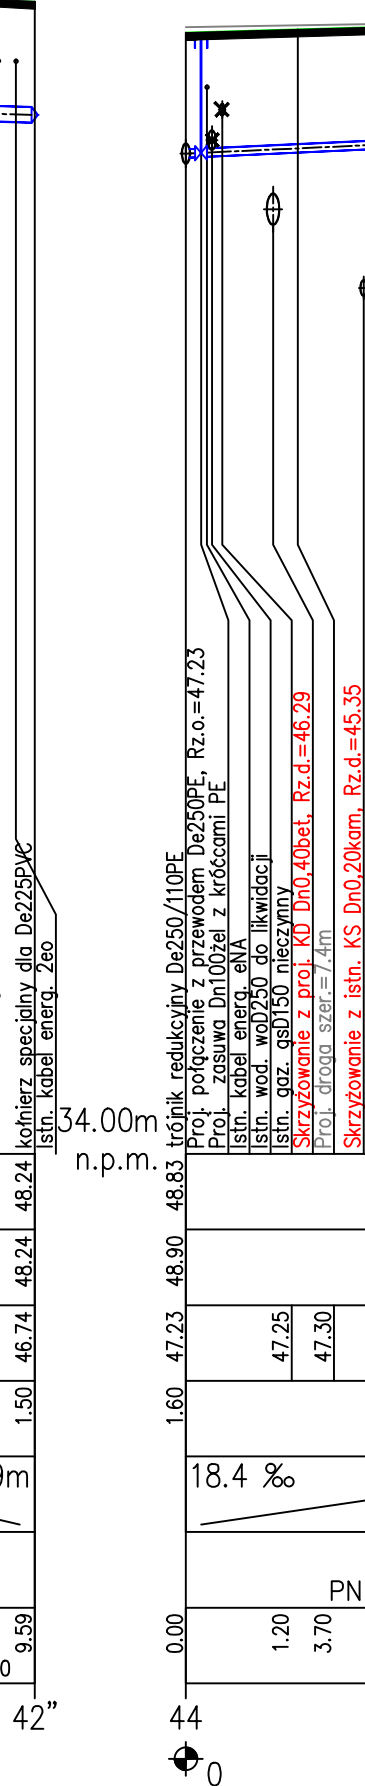 kołnierz specjalny dla De225PVC
Istn. kabel energ. 2eo
34.00m
n.p.m.
trójnik redukcyjny De250/110PE
Proj. połączenie z przewodem De250PE, Rz.o.=47.23
Proj. zasuwa Dn100żel z króćcami PE
Istn. kabel energ. eNA
Istn. wod. woD250 do likwidacji
Istn. gaz. gsD150 nieczynny
Skrzyżowanie z proj. KD Dn0,40bet, Rz.d.=46.29
Proj. droga szer.=7.4m
Skrzyżowanie z istn. KS Dn0,20kam, Rz.d.=45.35
48.24
48.83
48.24
48.90
46.74
47.23
47.25
47.30
1.50
1.60
9m
18.4 ‰
PN
9.59
0.00
1.20
3.70
0
42"
44
0